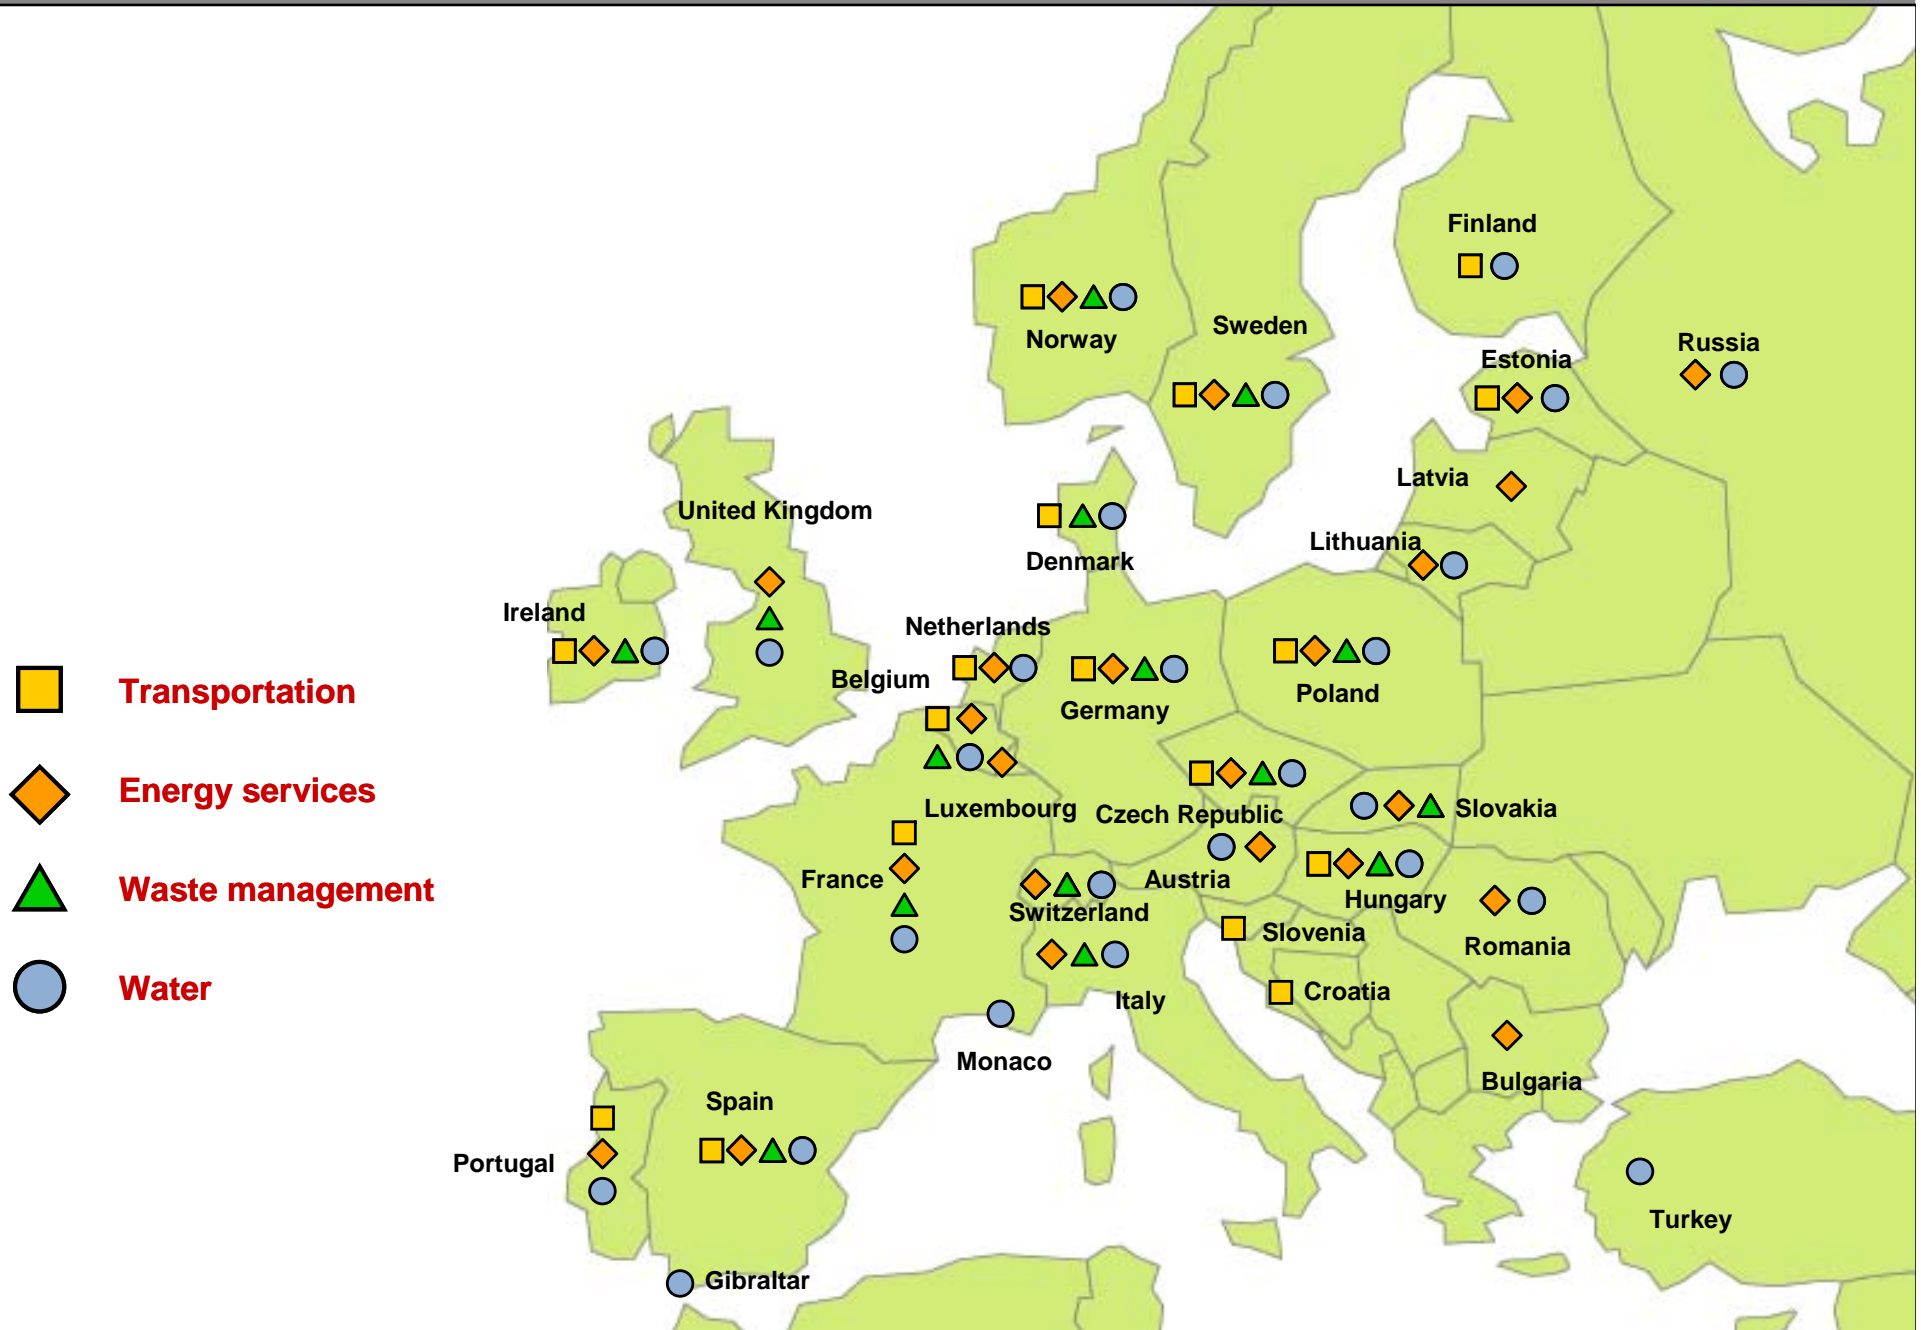 Finland
Sweden
Norway
Russia
Estonia
Latvia
United Kingdom
Lithuania
Denmark
Ireland
Netherlands
Belgium
Transportation
Poland
Germany
Energy services
Luxembourg
Czech Republic
Slovakia
France
Austria
Waste management
Hungary
Switzerland
Slovenia
Romania
Water
Croatia
Italy
Monaco
Bulgaria
Spain
Portugal
Turkey
Gibraltar